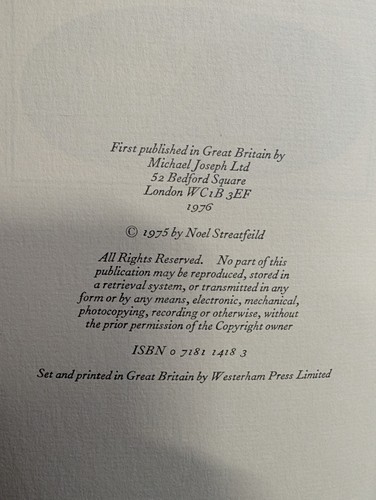 First published in Great Britain by
Michael Joseph Ltd
52 Bedford Square
London WC1B 3EF
1976
© 1975 by Noel Streatfeild
All Rights Reserved. No part of this
publication may be reproduced, stored in
a retrieval system, or transmitted in any
form or by any means, electronic, mechanical,
photocopying, recording or otherwise, without
the prior permission of the Copyright owner
ISBN 0 7181 1418 3
Set and printed in Great Britain by Westerham Press Limited